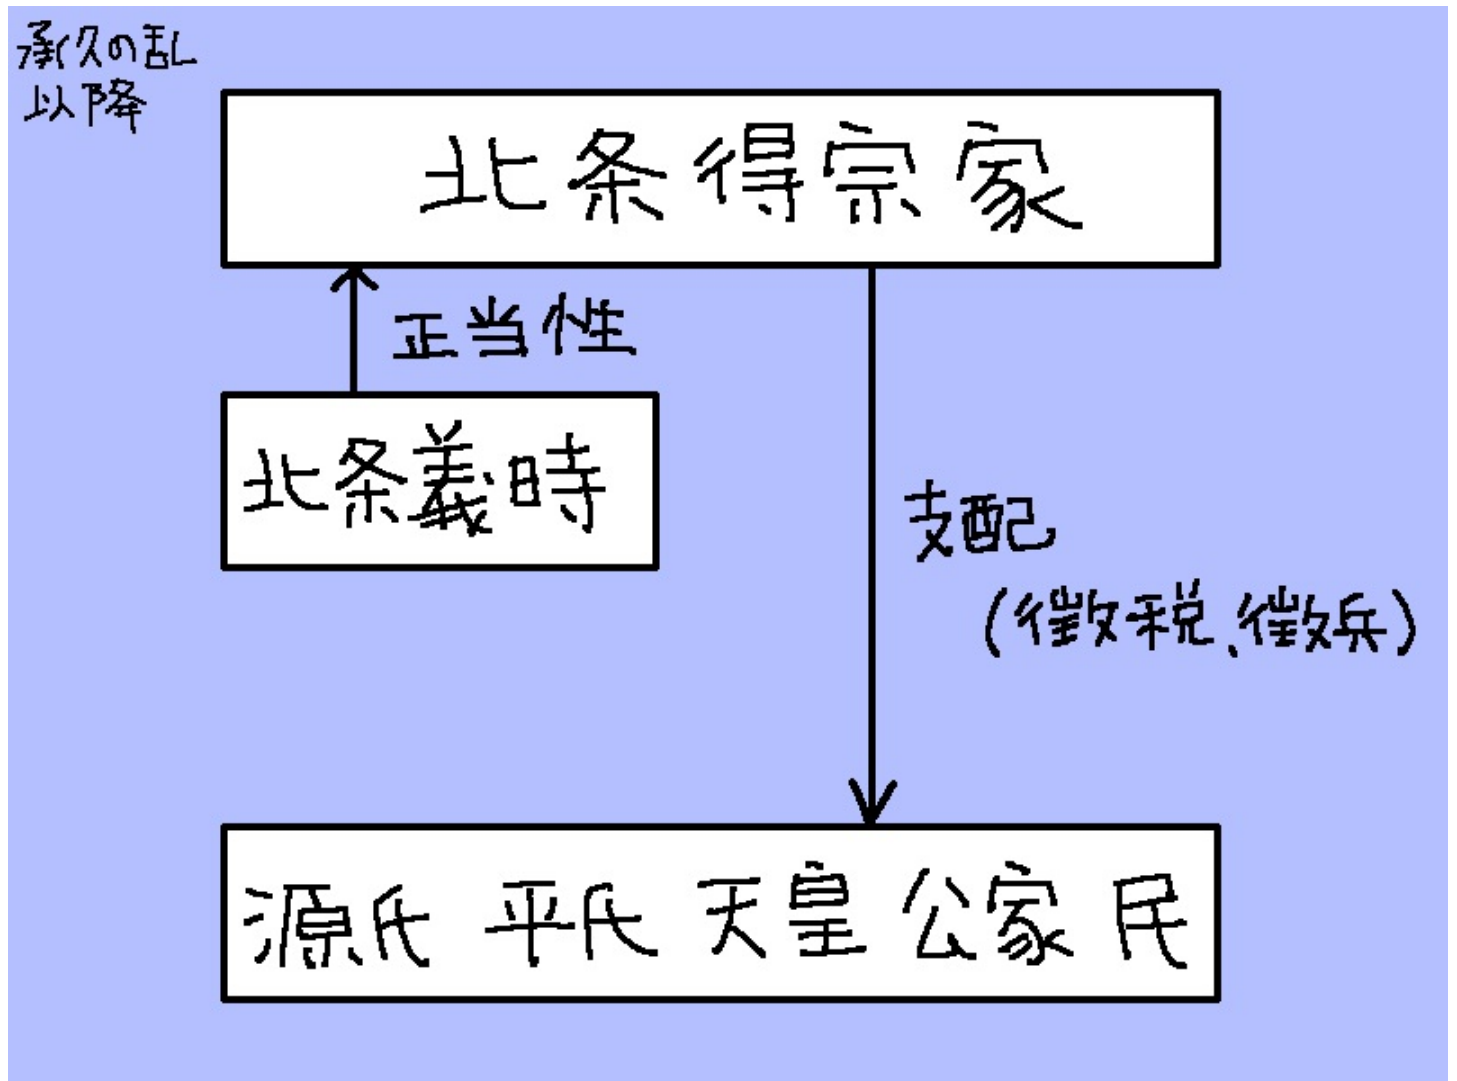 承久の乱
以降
北条得宗家
正当性
北条義時
支配
(徴税、徴兵)
源氏 平氏 天皇 公家 民